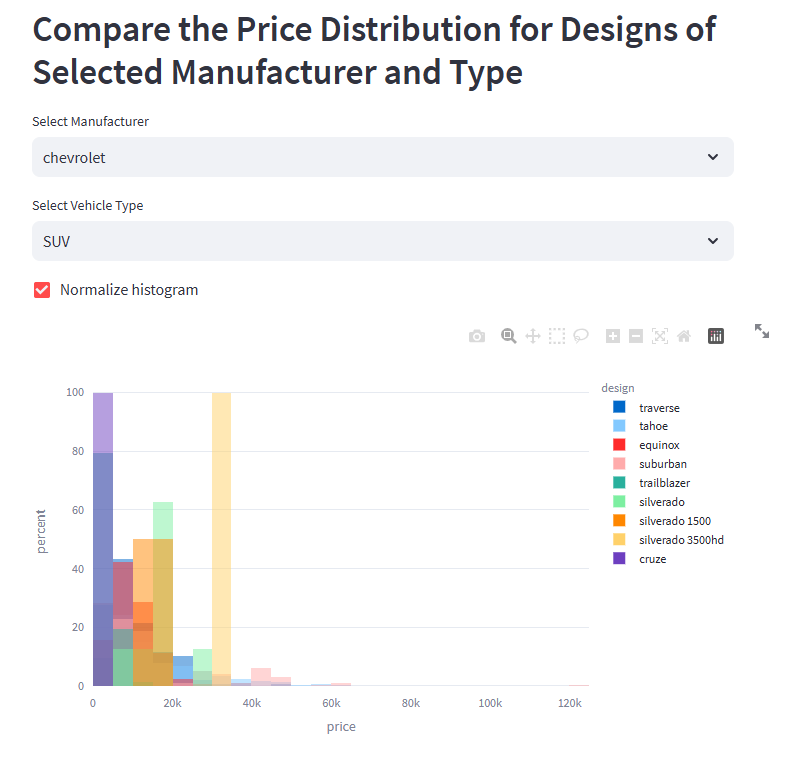 Compare the Price Distribution for Designs of
Selected Manufacturer and Type
Select Manufacturer
chevrolet
Select Vehicle Type
SUV
Normalize histogram
design
traverse
tahoe
equinox
suburban
trailblazer
silverado
silverado 1500
silverado 3500hd
cruze
percent
100
80
60
40
20
0
0 20k 40k 60k 80k 100k 120k
price